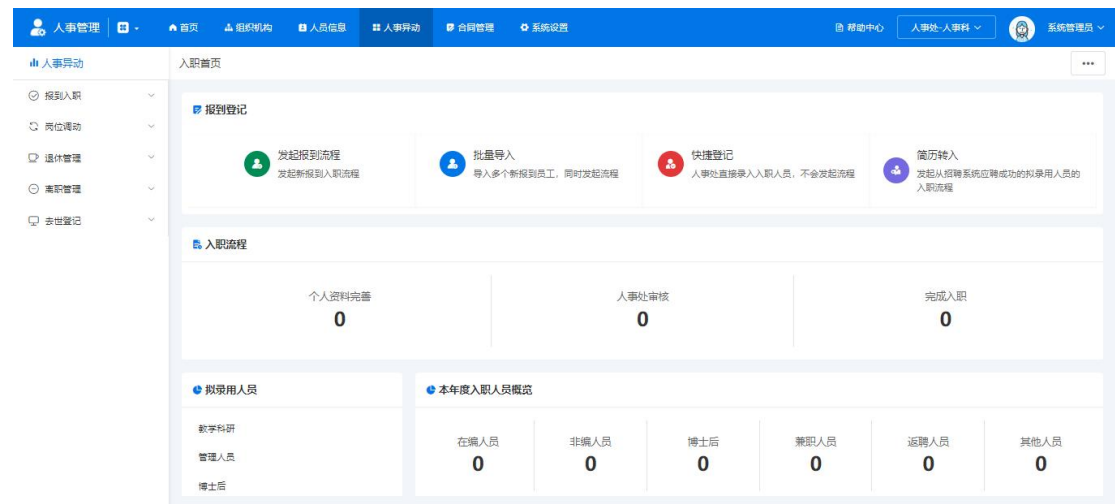 人事管理 首页 组织机构 人员信息 人事异动 合同管理 系统设置 帮助中心 人事处-人事科 系统管理员
人事异动
入职首页
报到入职
岗位调动
退休管理
离职管理
去世登记
报到登记
发起报到流程
发起新报到入职流程
批量导入
导入多个新报到员工，同时发起流程
快捷登记
人事处直接录入入职人员，不会发起流程
简历转入
发起从招聘系统应聘成功的拟录用人员的
入职流程
入职流程
个人资料完善 人事处审核 完成入职
0 0 0
拟录用人员
教学科研
管理人员
博士后
本年度入职人员概览
在编人员 非编人员 博士后 兼职人员 返聘人员 其他人员
0 0 0 0 0 0